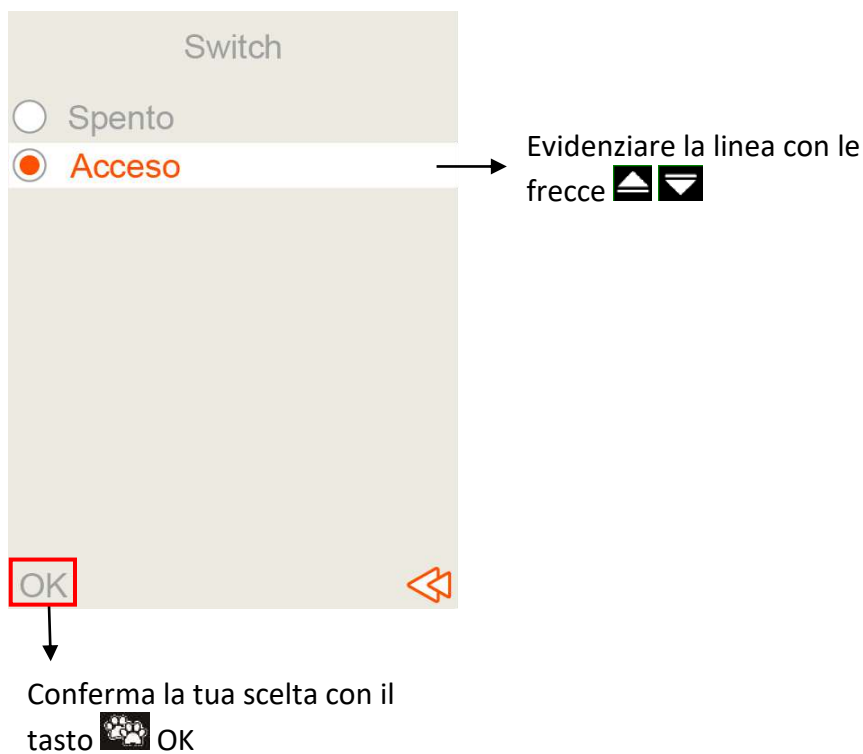 Switch
Spento
Acceso
Evidenziare la linea con le
frecce
OK
Conferma la tua scelta con il
tasto OK